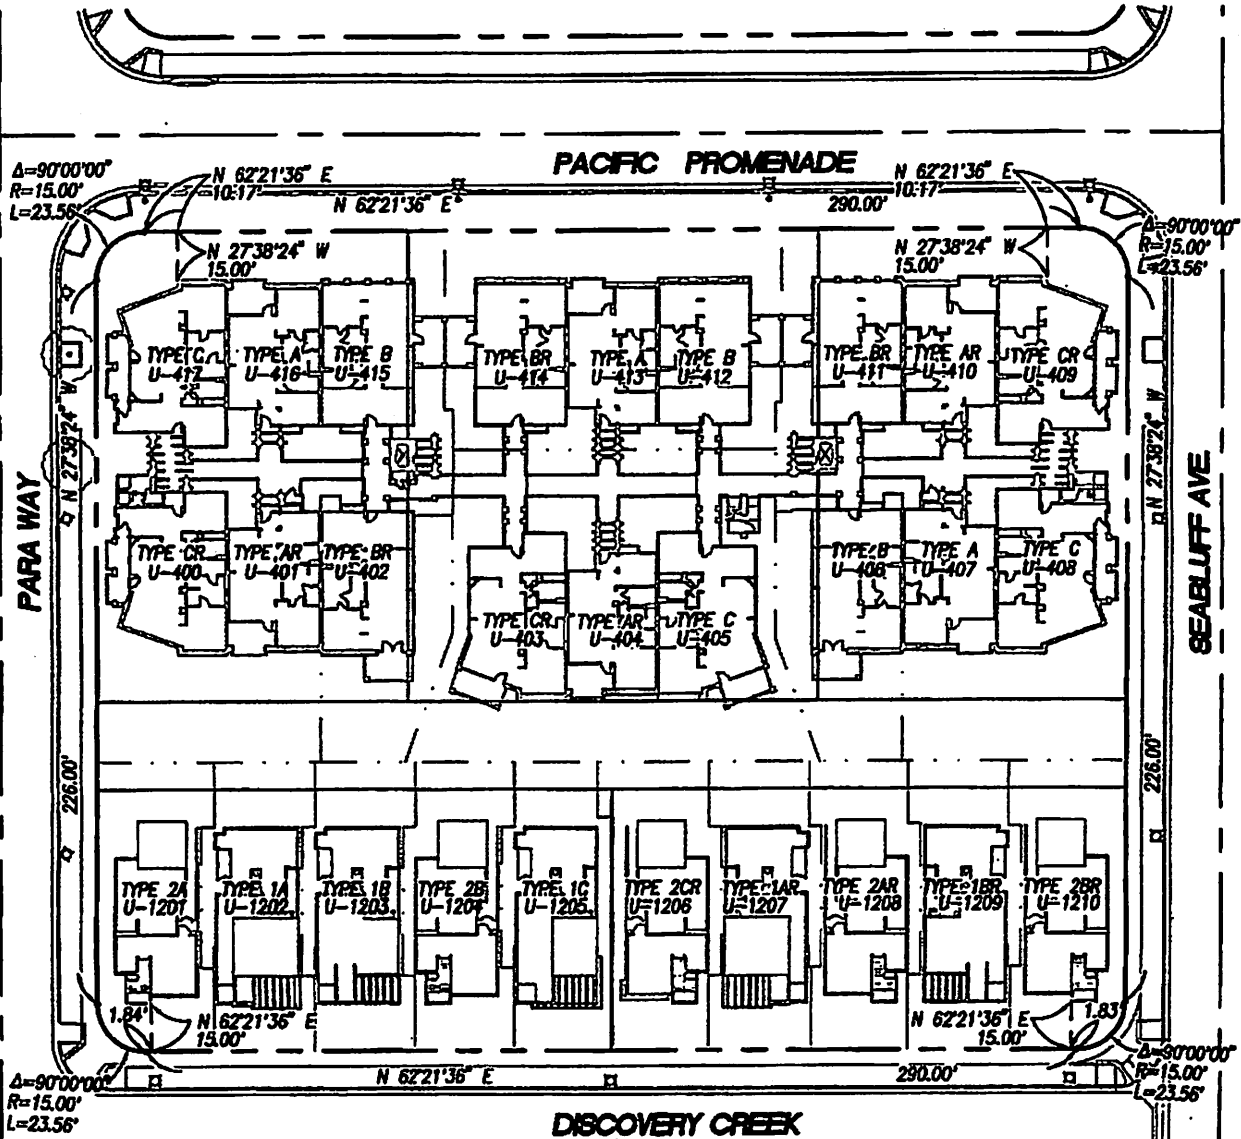 PACIFIC PROMENADE
Δ=90°00'00"
R=15.00'
L=23.56'
N 62°21'36" E
10.17'
N 62°21'36" E
290.00'
N 62°21'36" E
10.17'
Δ=90°00'00"
R=15.00'
L=23.56'
N 27°38'24" W
15.00'
N 27°38'24" W
15.00'
TYPE C
U-417
TYPE A
U-416
TYPE B
U-415
TYPE BR
U-414
TYPE A
U-413
TYPE B
U-412
TYPE BR
U-411
TYPE AR
U-410
TYPE CR
U-409
N 27°38'24" W
N 27°38'24" W
PARA WAY
SEABLUFF AVE.
TYPE CR
U-400
TYPE AR
U-401
TYPE BR
U-402
TYPE CR
U-403
TYPE AR
U-404
TYPE C
U-405
TYPE B
U-406
TYPE A
U-407
TYPE C
U-408
226.00'
226.00'
TYPE 2A
U-1201
TYPE 1A
U-1202
TYPE 1B
U-1203
TYPE 2B
U-1204
TYPE 1C
U-1205
TYPE 2CR
U-1206
TYPE 1AR
U-1207
TYPE 2AR
U-1208
TYPE 1BR
U-1209
TYPE 2BR
U-1210
1.84'
N 62°21'36" E
15.00'
N 62°21'36" E
15.00'
1.83'
Δ=90°00'00"
R=15.00'
L=23.56'
N 62°21'36" E
290.00'
Δ=90°00'00"
R=15.00'
L=23.56'
DISCOVERY CREEK